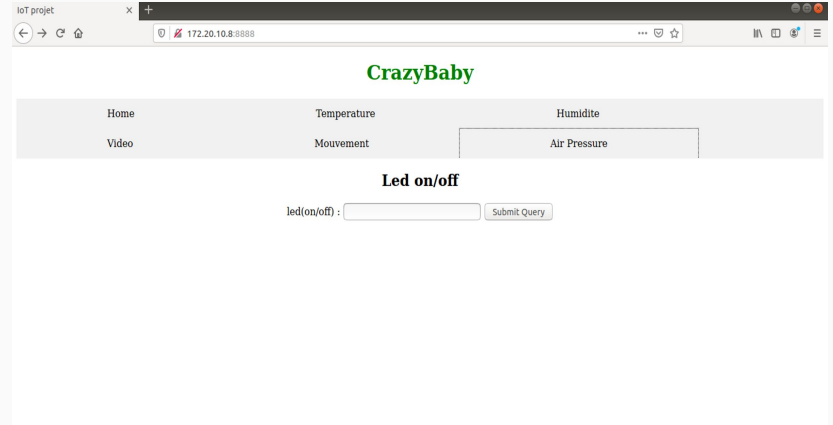 IoT projet
172.20.10.8:8888
CrazyBaby
Home Temperature Humidite
Video Mouvement Air Pressure
Led on/off
led(on/off) : Submit Query